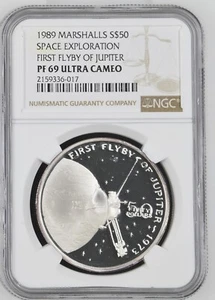 1989 MARSHALLS S$50
SPACE EXPLORATION
FIRST FLYBY OF JUPITER
PF 69 ULTRA CAMEO
2159336-017
NUMISMATIC GUARANTY COMPANY
NGC
FIRST FLYBY OF JUPITER-1973
50